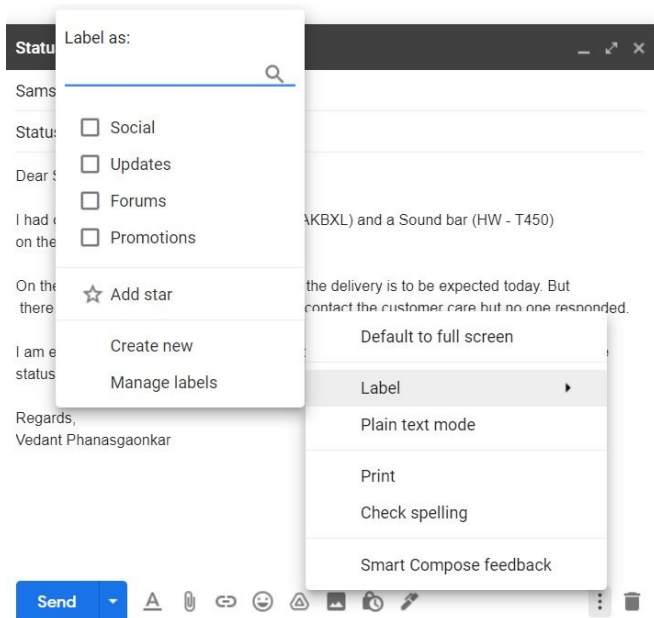 Label as:
Statu
Sams
Status
Social
Updates
Dear S
Forums
I had
AKBXL) and a Sound bar (HW - T450)
Promotions
on the
On the
the delivery is to be expected today. But
Add star
there
contact the customer care but no one responded.
Create new
Default to full screen
I am e
status
Manage labels
Label
Regards,
Plain text mode
Vedant Phanasgaonkar
Print
Check spelling
Smart Compose feedback
Send